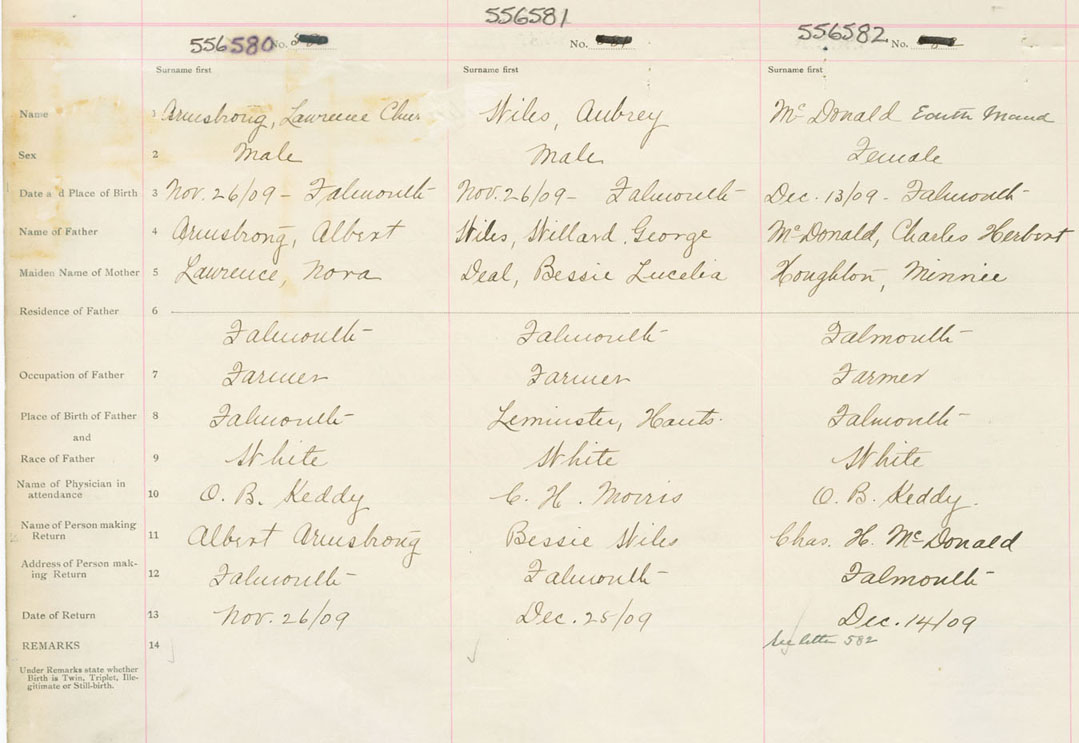 556580 No.
556581
No.
556582 No.
Surname first Surname first Surname first
Name 1 Armstrong, Lawrence Wiles, Aubrey McDonald Maud
Sex 2 Male Male Female
Date a d Place of Birth 3 Nov. 26/09 - Falmouth Nov. 26/09 - Falmouth Dec. 13/09 - Falmouth
Name of Father 4 Armstrong, Albert Wiles, Willard George McDonald, Charles Herbert
Maiden Name of Mother 5 Lawrence, Nora Deal, Bessie Lucelia Houghton, Minnie
Residence of Father 6
Falmouth Falmouth Falmouth
Occupation of Father 7 Farmer Farmer Farmer
Place of Birth of Father 8 Falmouth Leminster, Hants. Falmouth
and
Race of Father 9 White White White
Name of Physician in
attendance 10 O. B. Keddy C. H. Morris O. B. Keddy.
Name of Person making
Return 11 Albert Armstrong Bessie Wiles Chas. H. McDonald
Address of Person mak-
ing Return 12 Falmouth Falmouth Falmouth
Date of Return 13 Nov. 26/09 Dec. 25/09 Dec. 14/09
REMARKS 14 letter 582
Under Remarks state whether
Birth is Twin, Triplet, Ille-
gitimate or Still-birth.